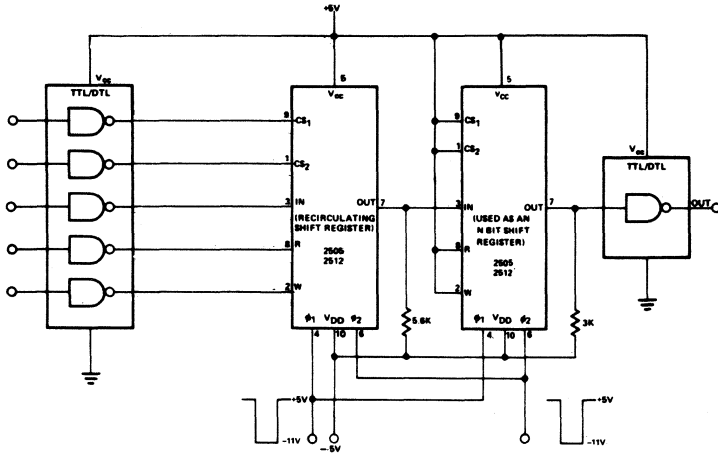 +5V
Vcc
TTL/DTL
5
Vcc
9 CS1
1 CS2
3 IN
(RECIRCULATING
SHIFT REGISTER)
OUT 7
8 R
2505
2512
2 W
ϕ1 VDD ϕ2
4 10 6
5.6K
5
VCC
9 CS1
1 CS2
3 IN
(USED AS AN
N BIT SHIFT
REGISTER)
OUT 7
8 R
2505
2512
2 W
ϕ1 VDD ϕ2
4 10 6
3K
Vcc
TTL/DTL
OUT
+5V
-11V
-5V
+5V
-11V